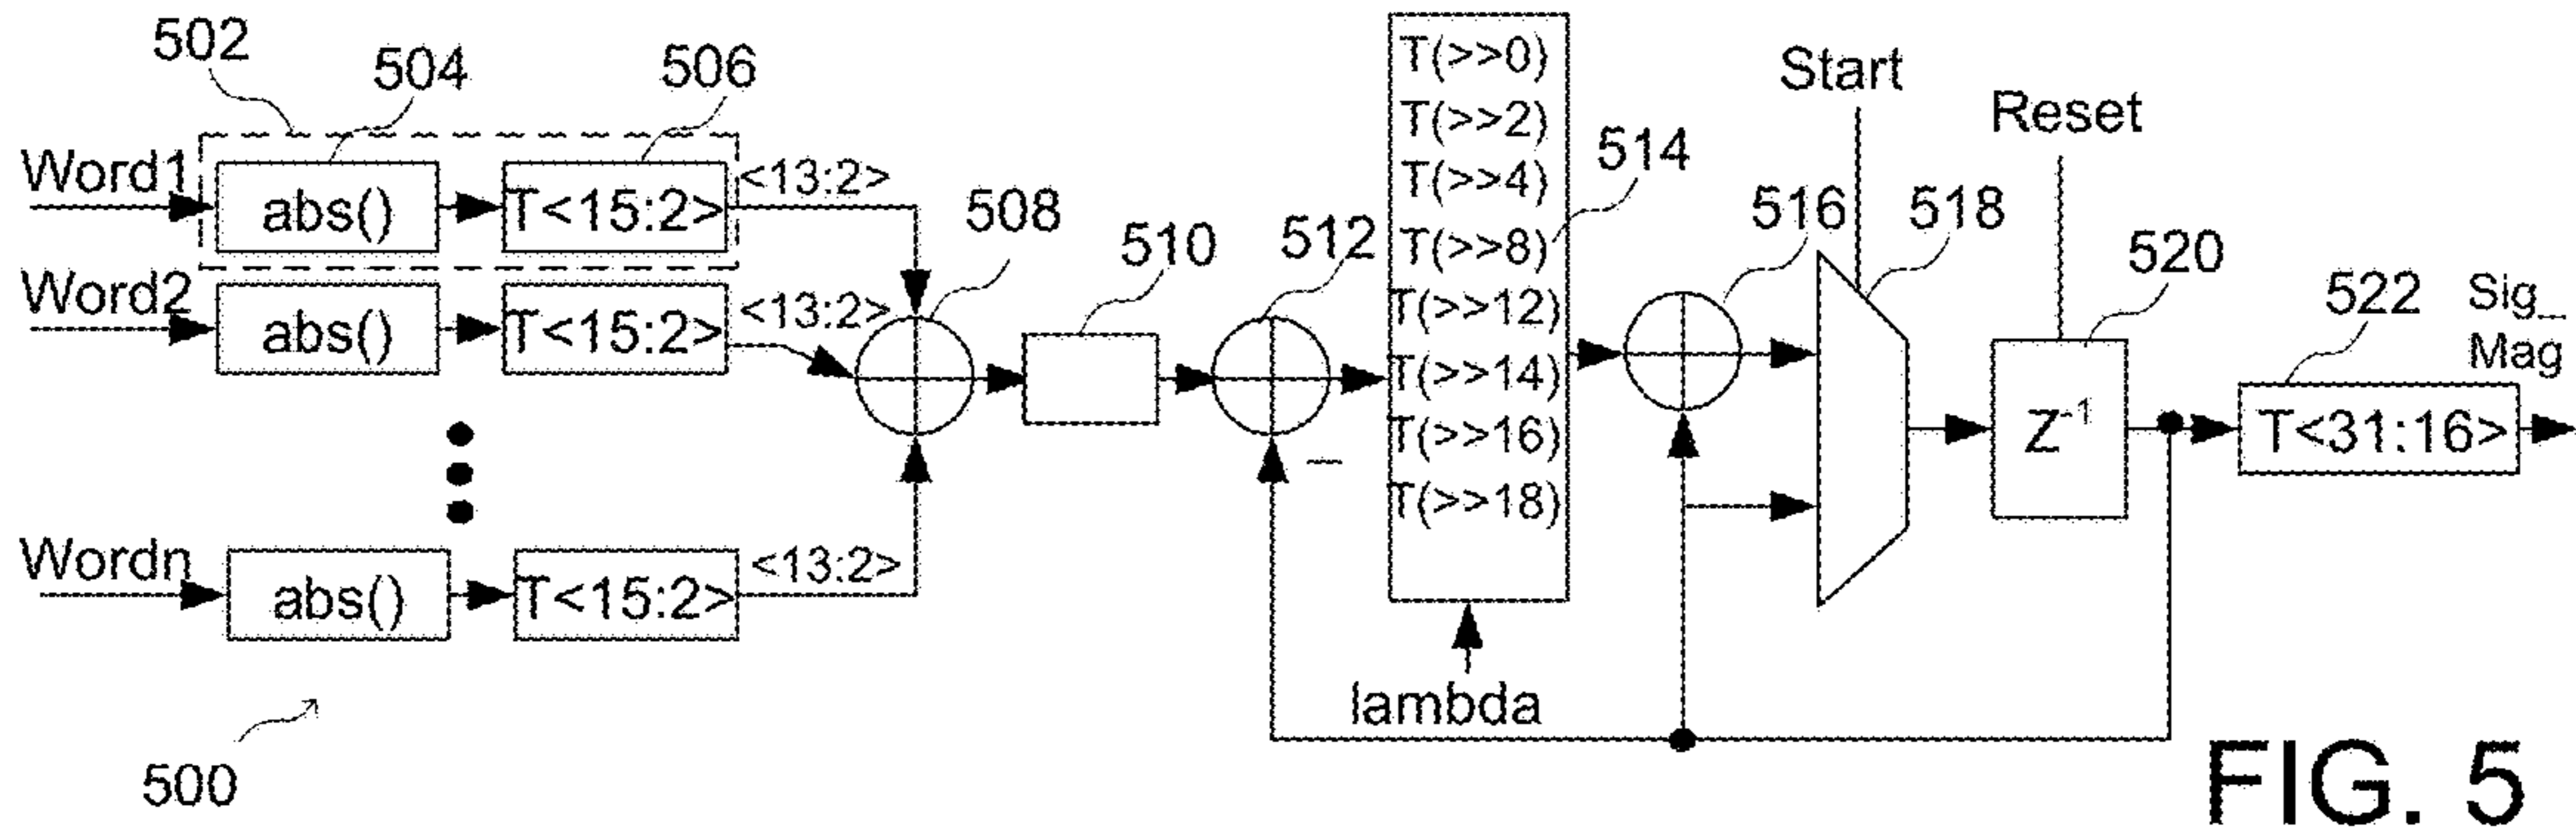 502
504
506
Word1
abs()
T<15:2>
<13:2>
508
510
512
Word2
abs()
T<15:2>
<13:2>
Wordn
abs()
T<15:2>
<13:2>
T(>>0)
T(>>2)
T(>>4)
T(>>8)
T(>>12)
T(>>14)
T(>>16)
T(>>18)
514
lambda
–
Start
516
518
Reset
520
Z⁻¹
522
T<31:16>
Sig_
Mag
500
FIG. 5